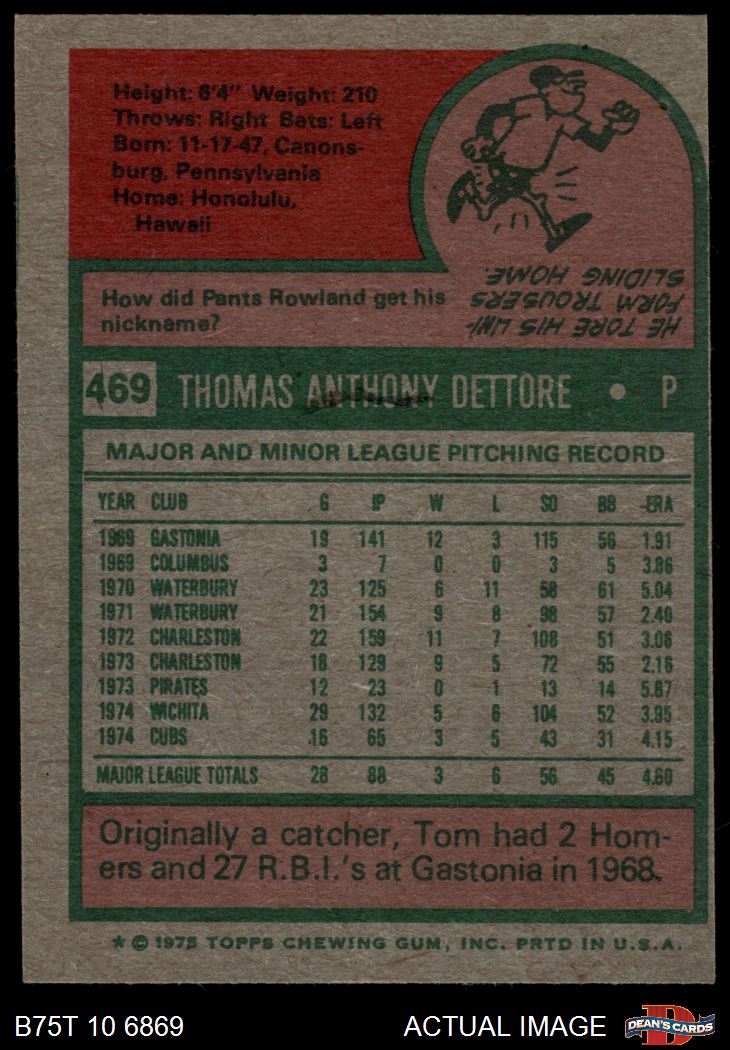 Height: 6'4" Weight: 210
Throws: Right Bats: Left
Born: 11-17-47, Canons-
burg, Pennsylvania
Home: Honolulu,
Hawaii
How did Pants Rowland get his
nickname?
HE TORE HIS UNI-
FORM TROUSERS
SLIDING HOME.
469 THOMAS ANTHONY DETTORE • P
MAJOR AND MINOR LEAGUE PITCHING RECORD
YEAR CLUB G IP W L SO BB ERA
1969 GASTONIA 19 141 12 3 115 56 1.91
1969 COLUMBUS 3 7 0 0 3 5 3.86
1970 WATERBURY 23 125 6 11 58 61 5.04
1971 WATERBURY 21 154 9 8 98 57 2.40
1972 CHARLESTON 22 159 11 7 108 51 3.06
1973 CHARLESTON 18 129 9 5 72 55 2.16
1973 PIRATES 12 23 0 1 13 14 5.87
1974 WICHITA 29 132 5 6 104 52 3.95
1974 CUBS 16 65 3 5 43 31 4.15
MAJOR LEAGUE TOTALS 28 88 3 6 56 45 4.60
Originally a catcher, Tom had 2 Hom-
ers and 27 R.B.I.'s at Gastonia in 1968.
★ © 1975 TOPPS CHEWING GUM, INC. PRTD IN U.S.A.
B75T 10 6869 ACTUAL IMAGE D DEAN'S CARDS